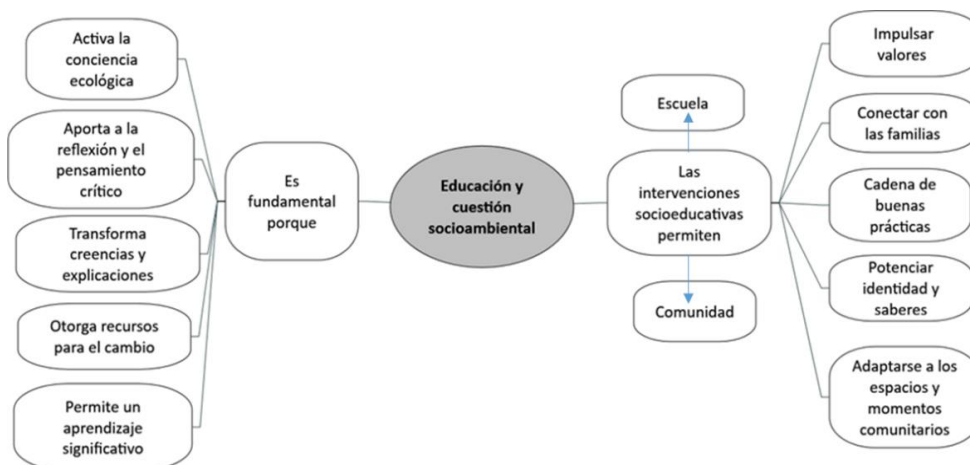 Activa la
conciencia
ecológica
Aporta a la
reflexión y el
pensamiento
crítico
Transforma
creencias y
explicaciones
Otorga recursos
para el cambio
Permite un
aprendizaje
significativo
Es
fundamental
porque
Educación y
cuestión
socioambiental
Escuela
Las
intervenciones
socioeducativas
permiten
Comunidad
Impulsar
valores
Conectar con
las familias
Cadena de
buenas
prácticas
Potenciar
identidad y
saberes
Adaptarse a los
espacios y
momentos
comunitarios